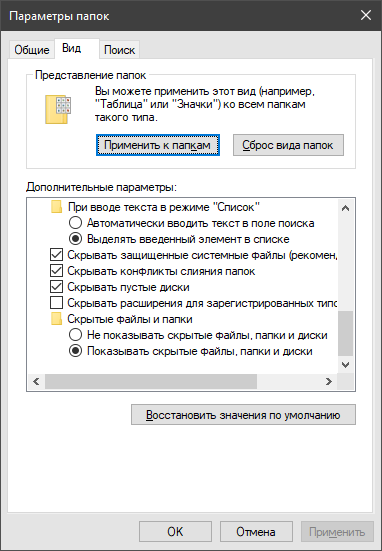 Параметры папок
Общие
Вид
Поиск
Представление папок
Вы можете применить этот вид (например,
"Таблица" или "Значки") ко всем папкам
такого типа.
Применить к папкам
Сброс вида папок
Дополнительные параметры:
При вводе текста в режиме "Список"
Автоматически вводить текст в поле поиска
Выделять введенный элемент в списке
Скрывать защищенные системные файлы (рекомен,
Скрывать конфликты слияния папок
Скрывать пустые диски
Скрывать расширения для зарегистрированных типо
Скрытые файлы и папки
Не показывать скрытые файлы, папки и диски
Показывать скрытые файлы, папки и диски
Восстановить значения по умолчанию
OK
Отмена
Применить